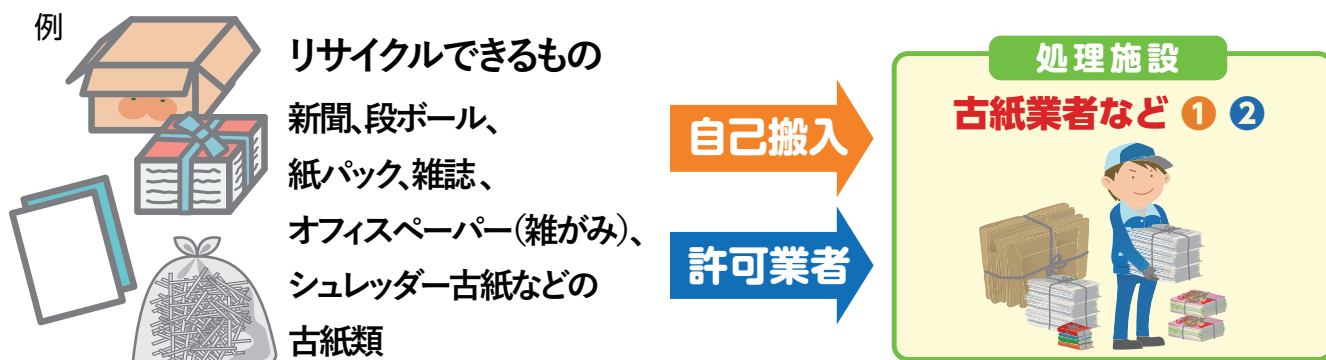 例
リサイクルできるもの
新聞、段ボール、
紙パック、雑誌、
オフィスペーパー(雑がみ)、
シュレッダー古紙などの
古紙類
自己搬入
許可業者
処理施設
古紙業者など ❶ ❷